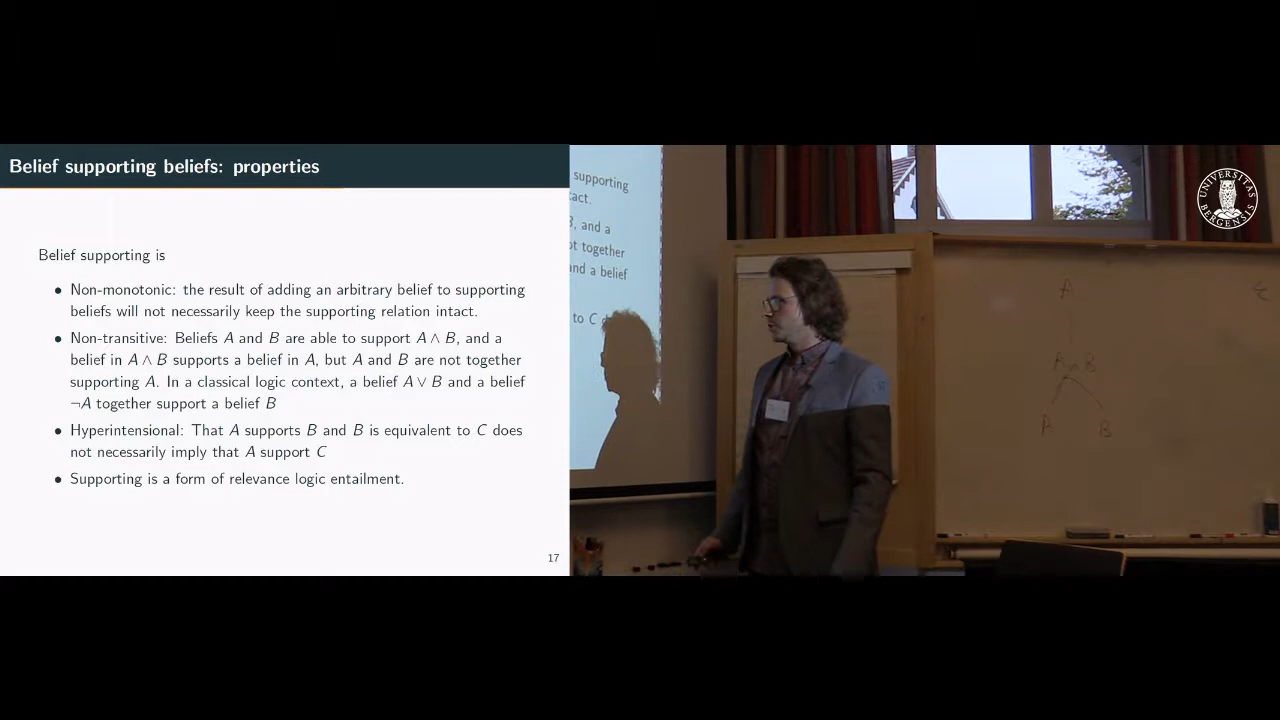 Belief supporting beliefs: properties
Belief supporting is
• Non-monotonic: the result of adding an arbitrary belief to supporting
beliefs will not necessarily keep the supporting relation intact.
• Non-transitive: Beliefs A and B are able to support A ∧ B, and a
belief in A ∧ B supports a belief in A, but A and B are not together
supporting A. In a classical logic context, a belief A ∨ B and a belief
¬A together support a belief B
• Hyperintensional: That A supports B and B is equivalent to C does
not necessarily imply that A support C
• Supporting is a form of relevance logic entailment.
17
supporting
tact.
B, and a
ot together
and a belief
to C d
A
A ∧ B
A B
UNIVERSITAS
BERGENSIS